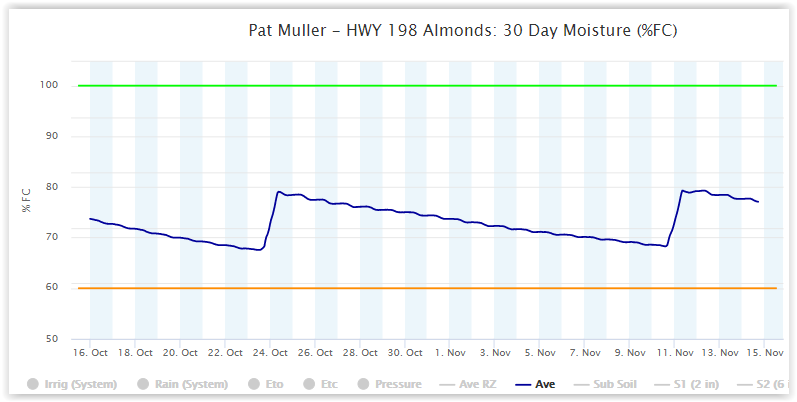 Pat Muller - HWY 198 Almonds: 30 Day Moisture (%FC)
100
90
80
70
60
50
% FC
16. Oct 18. Oct 20. Oct 22. Oct 24. Oct 26. Oct 28. Oct 30. Oct 1. Nov 3. Nov 5. Nov 7. Nov 9. Nov 11. Nov 13. Nov 15. Nov
Irrig (System) Rain (System) Eto Etc Pressure Ave RZ Ave Sub Soil S1 (2 in) S2 (6 i